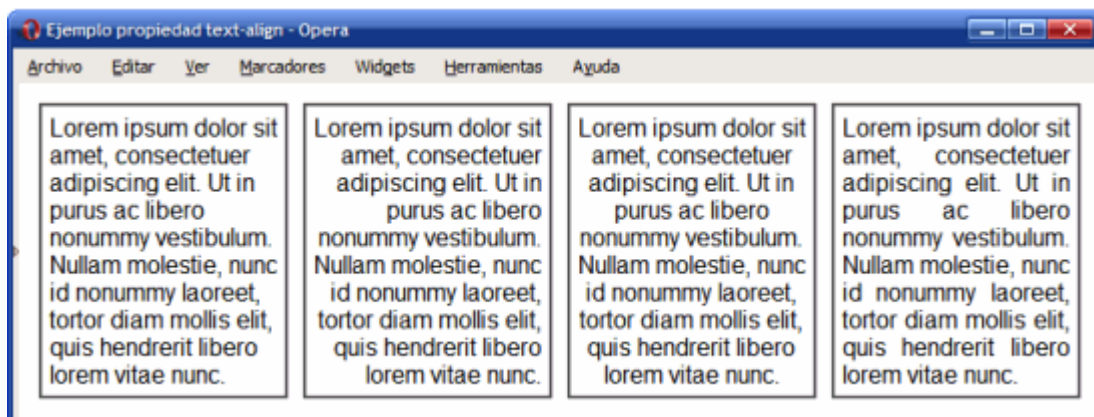 Ejemplo propiedad text-align - Opera
Archivo Editar Ver Marcadores Widgets Herramientas Ayuda
Lorem ipsum dolor sit
amet, consectetuer
adipiscing elit. Ut in
purus ac libero
nonummy vestibulum.
Nullam molestie, nunc
id nonummy laoreet,
tortor diam mollis elit,
quis hendrerit libero
lorem vitae nunc.
Lorem ipsum dolor sit
amet, consectetuer
adipiscing elit. Ut in
purus ac libero
nonummy vestibulum.
Nullam molestie, nunc
id nonummy laoreet,
tortor diam mollis elit,
quis hendrerit libero
lorem vitae nunc.
Lorem ipsum dolor sit
amet, consectetuer
adipiscing elit. Ut in
purus ac libero
nonummy vestibulum.
Nullam molestie, nunc
id nonummy laoreet,
tortor diam mollis elit,
quis hendrerit libero
lorem vitae nunc.
Lorem ipsum dolor sit
amet, consectetuer
adipiscing elit. Ut in
purus ac libero
nonummy vestibulum.
Nullam molestie, nunc
id nonummy laoreet,
tortor diam mollis elit,
quis hendrerit libero
lorem vitae nunc.